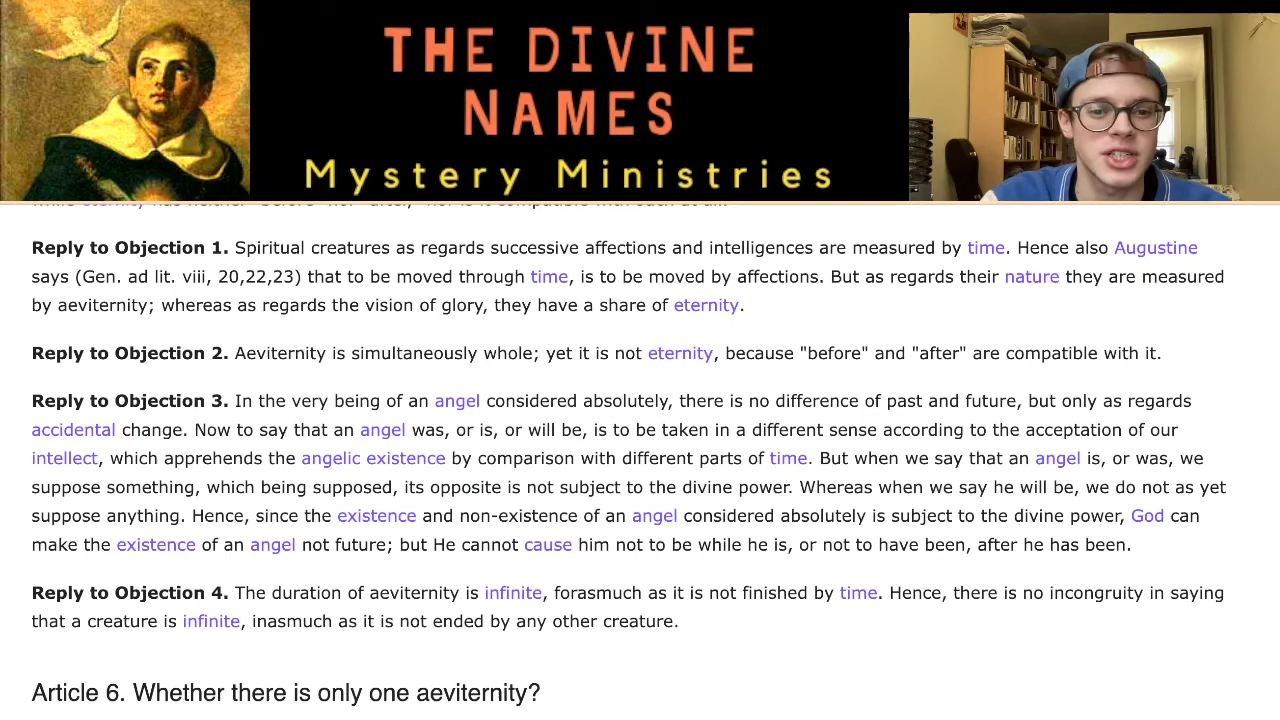 THE DIVINE
NAMES
Mystery Ministries
Reply to Objection 1. Spiritual creatures as regards successive affections and intelligences are measured by time. Hence also Augustine
says (Gen. ad lit. viii, 20,22,23) that to be moved through time, is to be moved by affections. But as regards their nature they are measured
by aeviternity; whereas as regards the vision of glory, they have a share of eternity.
Reply to Objection 2. Aeviternity is simultaneously whole; yet it is not eternity, because "before" and "after" are compatible with it.
Reply to Objection 3. In the very being of an angel considered absolutely, there is no difference of past and future, but only as regards
accidental change. Now to say that an angel was, or is, or will be, is to be taken in a different sense according to the acceptation of our
intellect, which apprehends the angelic existence by comparison with different parts of time. But when we say that an angel is, or was, we
suppose something, which being supposed, its opposite is not subject to the divine power. Whereas when we say he will be, we do not as yet
suppose anything. Hence, since the existence and non-existence of an angel considered absolutely is subject to the divine power, God can
make the existence of an angel not future; but He cannot cause him not to be while he is, or not to have been, after he has been.
Reply to Objection 4. The duration of aeviternity is infinite, forasmuch as it is not finished by time. Hence, there is no incongruity in saying
that a creature is infinite, inasmuch as it is not ended by any other creature.
Article 6. Whether there is only one aeviternity?